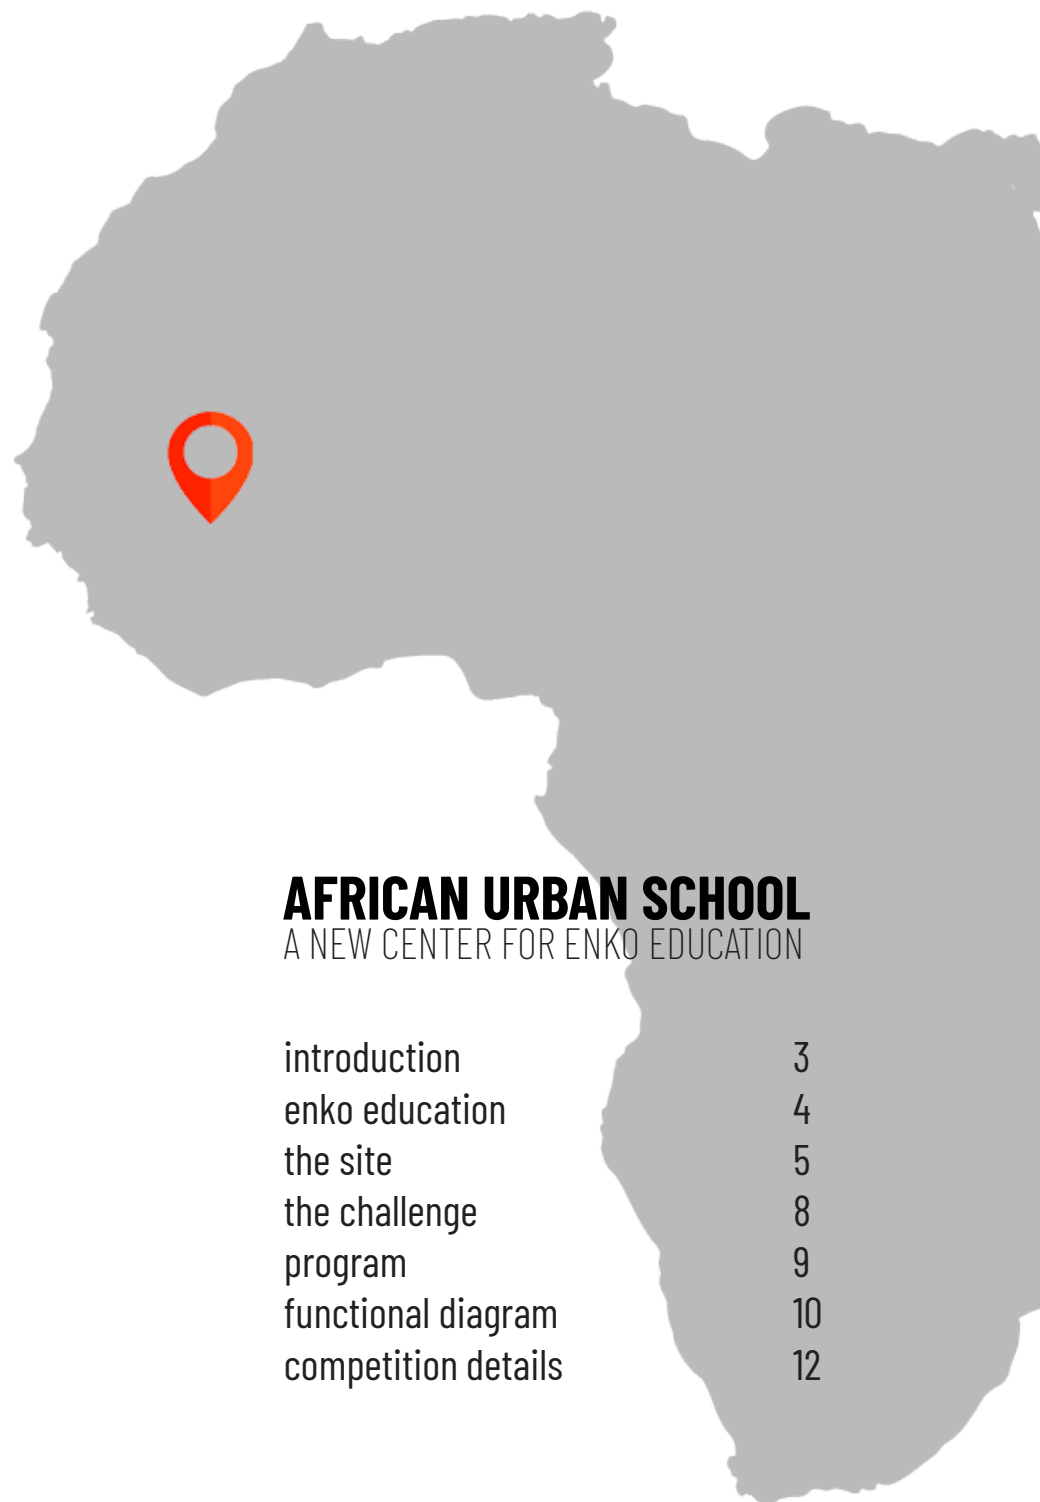 AFRICAN URBAN SCHOOL
A NEW CENTER FOR ENKO EDUCATION
introduction 3
enko education 4
the site 5
the challenge 8
program 9
functional diagram 10
competition details 12